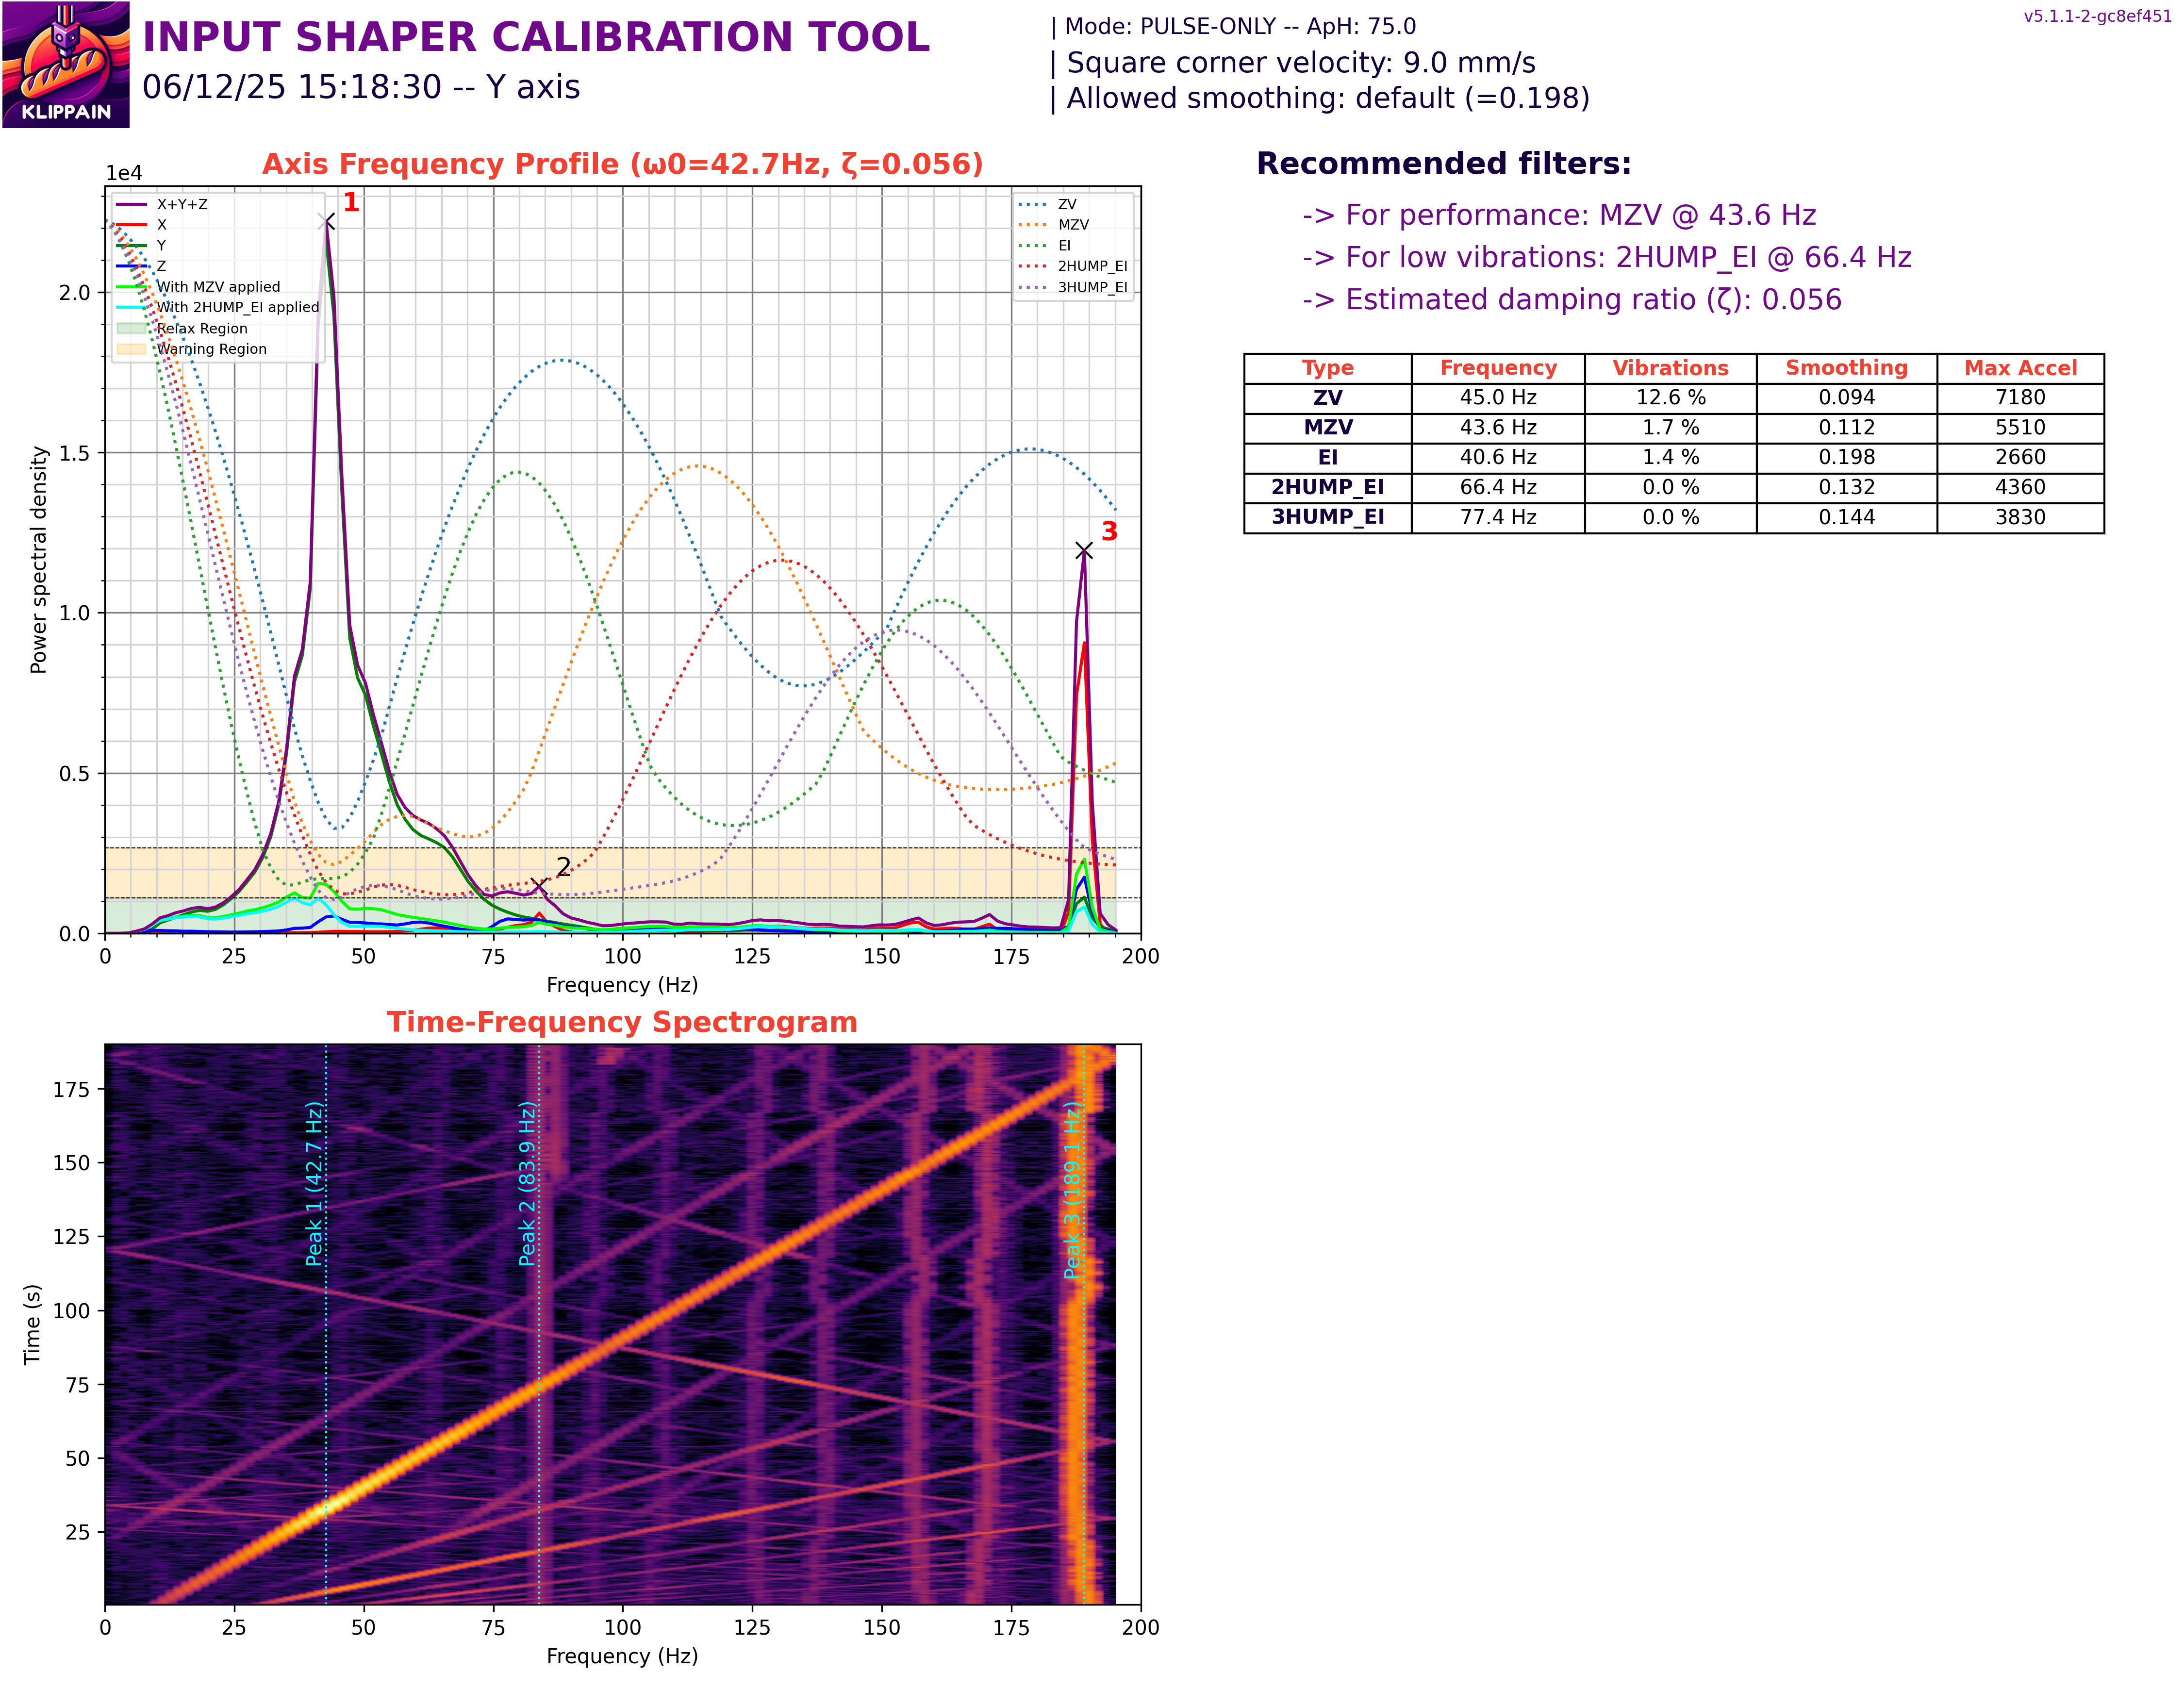 KLIPPAIN
INPUT SHAPER CALIBRATION TOOL
06/12/25 15:18:30 -- Y axis
| Mode: PULSE-ONLY -- ApH: 75.0
| Square corner velocity: 9.0 mm/s
| Allowed smoothing: default (=0.198)
v5.1.1-2-gc8ef451
Axis Frequency Profile (ω0=42.7Hz, ζ=0.056)
1e4
X+Y+Z
X
Y
Z
With MZV applied
With 2HUMP_EI applied
Relax Region
Warning Region
ZV
MZV
EI
2HUMP_EI
3HUMP_EI
1
2
3
Power spectral density
2.0
1.5
1.0
0.5
0.0
0 25 50 75 100 125 150 175 200
Frequency (Hz)
Recommended filters:
-> For performance: MZV @ 43.6 Hz
-> For low vibrations: 2HUMP_EI @ 66.4 Hz
-> Estimated damping ratio (ζ): 0.056
Type Frequency Vibrations Smoothing Max Accel
ZV 45.0 Hz 12.6 % 0.094 7180
MZV 43.6 Hz 1.7 % 0.112 5510
EI 40.6 Hz 1.4 % 0.198 2660
2HUMP_EI 66.4 Hz 0.0 % 0.132 4360
3HUMP_EI 77.4 Hz 0.0 % 0.144 3830
Time-Frequency Spectrogram
Time (s)
175
150
125
100
75
50
25
Peak 1 (42.7 Hz)
Peak 2 (83.9 Hz)
Peak 3 (189.1 Hz)
0 25 50 75 100 125 150 175 200
Frequency (Hz)